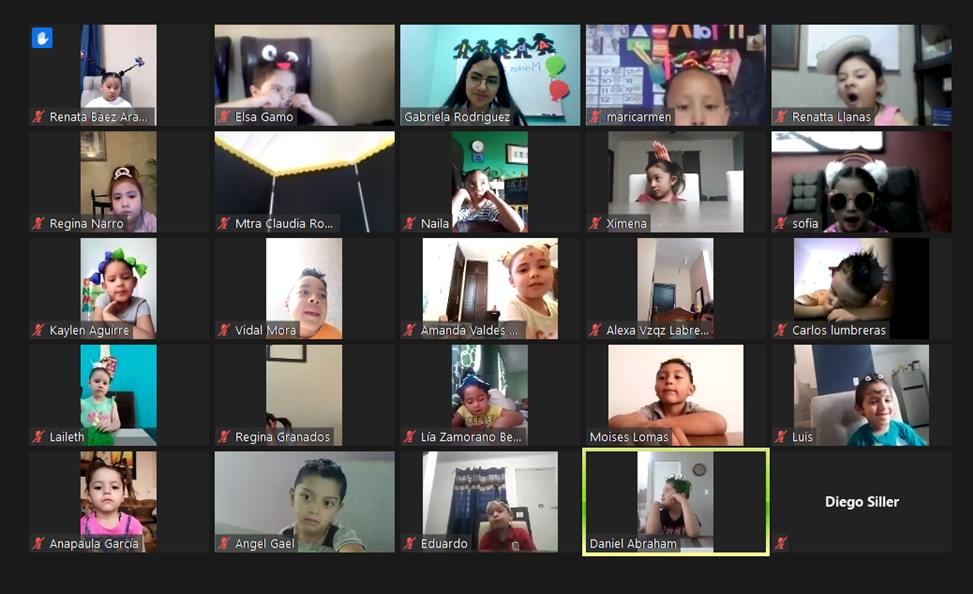 Renata Báez Ara...
Elsa Gamo
Gabriela Rodriguez
maricarmen
Renatta Llanas
Regina Narro
Mtra Claudia Ro...
Naila
Ximena
sofia
Kaylen Aguirre
Vidal Mora
Amanda Valdes ...
Alexa Vzqz Labre...
Carlos lumbreras
Laileth
Regina Granados
Lía Zamorano Be...
Moises Lomas
Luis
Anapaula García
Angel Gael
Eduardo
Daniel Abraham
Diego Siller